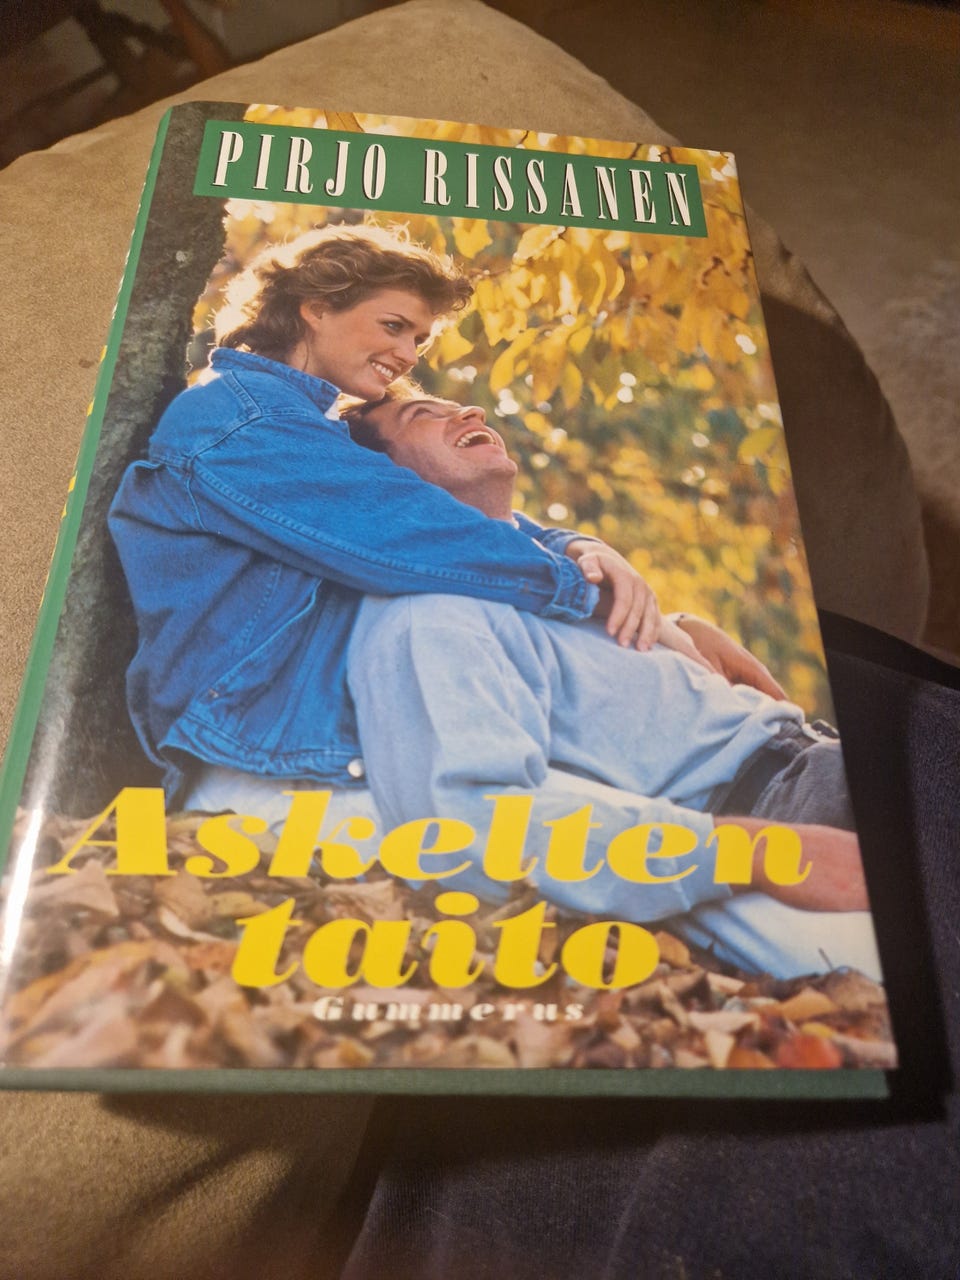 PIRJO RISSANEN
Askelten
taito
Gummerus